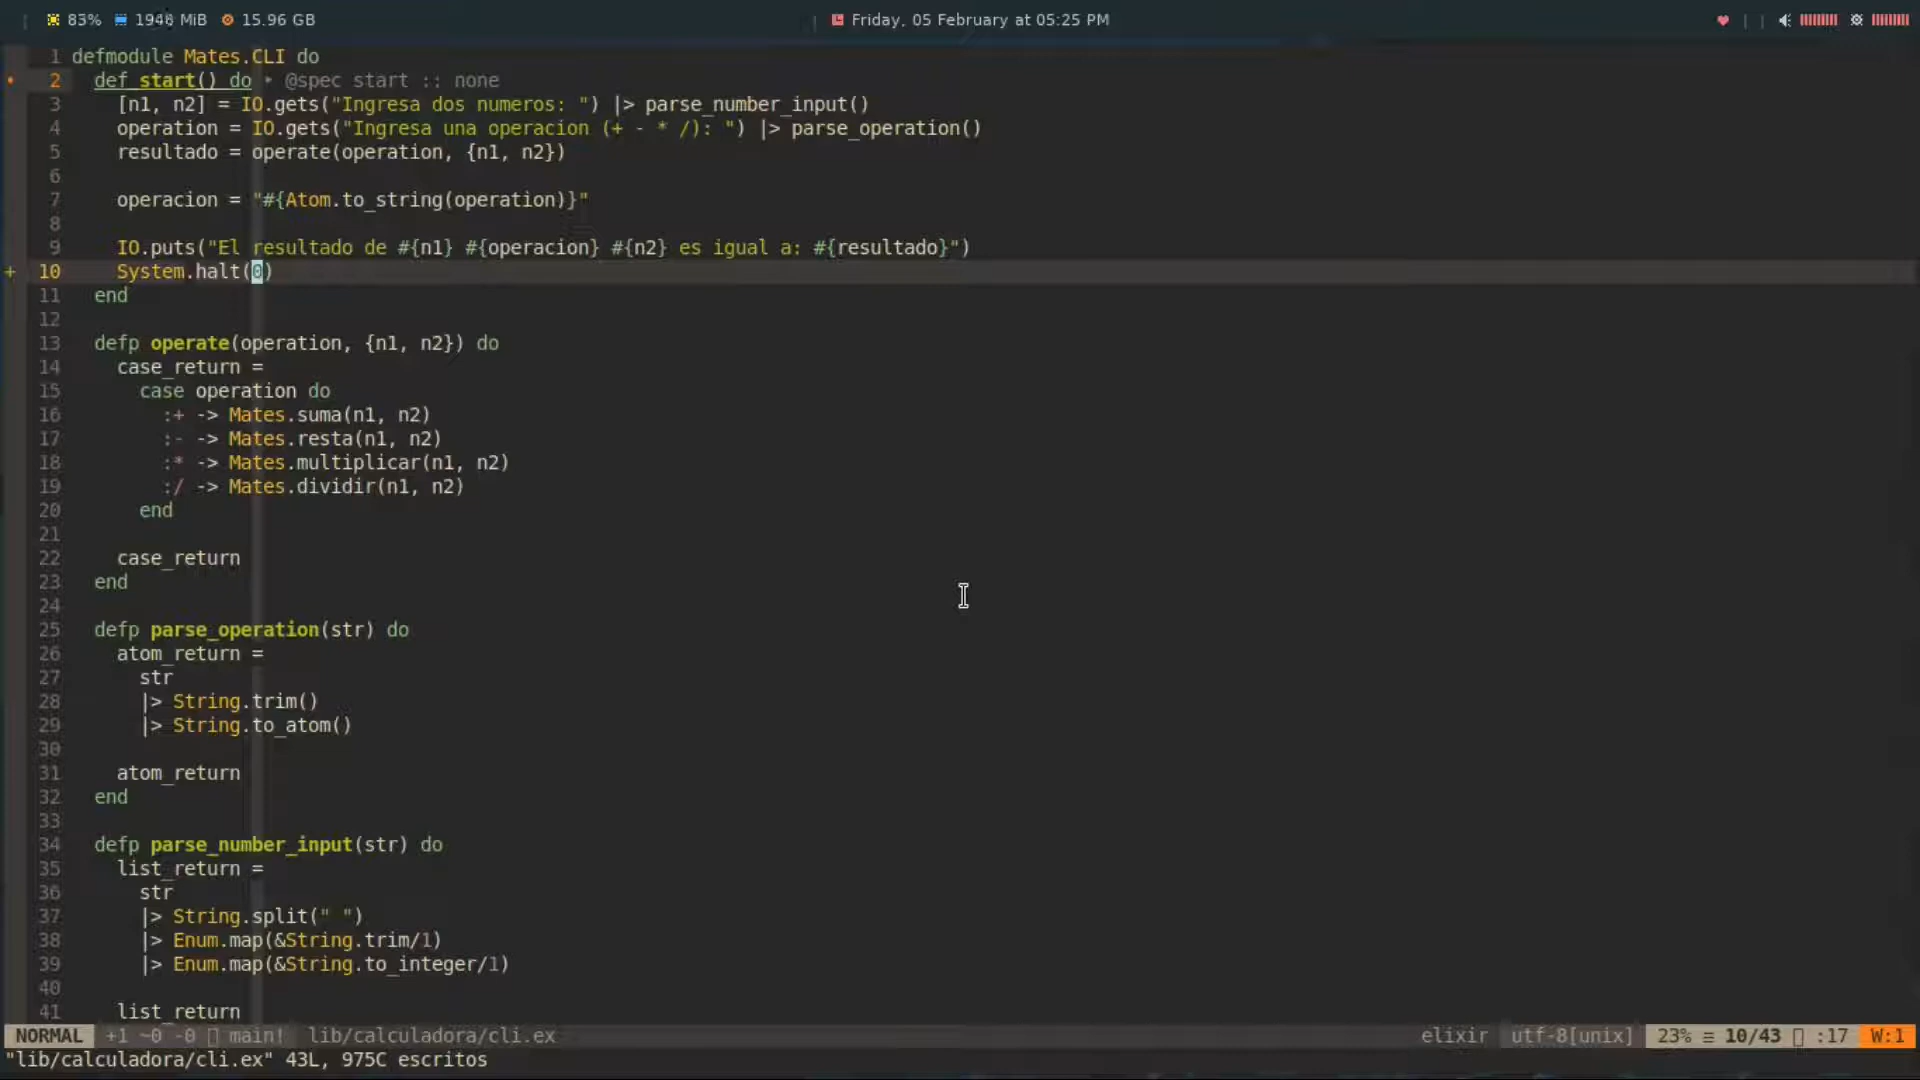 83% 1940 MiB 15.96 GB Friday, 05 February at 05:25 PM
1 defmodule Mates.CLI do
2   def start() do ‣ @spec start :: none
3     [n1, n2] = IO.gets("Ingresa dos numeros: ") |> parse_number_input()
4     operation = IO.gets("Ingresa una operacion (+ - * /): ") |> parse_operation()
5     resultado = operate(operation, {n1, n2})
6
7     operacion = "#{Atom.to_string(operation)}"
8
9     IO.puts("El resultado de #{n1} #{operacion} #{n2} es igual a: #{resultado}")
+ 10     System.halt(0)
11   end
12
13   defp operate(operation, {n1, n2}) do
14     case_return =
15       case operation do
16         :+ -> Mates.suma(n1, n2)
17         :- -> Mates.resta(n1, n2)
18         :* -> Mates.multiplicar(n1, n2)
19         :/ -> Mates.dividir(n1, n2)
20       end
21
22     case_return
23   end
24
25   defp parse_operation(str) do
26     atom_return =
27       str
28       |> String.trim()
29       |> String.to_atom()
30
31     atom_return
32   end
33
34   defp parse_number_input(str) do
35     list_return =
36       str
37       |> String.split(" ")
38       |> Enum.map(&String.trim/1)
39       |> Enum.map(&String.to_integer/1)
40
41     list_return
NORMAL +1 ~0 -0 main! lib/calculadora/cli.ex elixir utf-8[unix] 23% ≡ 10/43 :17 W:1
"lib/calculadora/cli.ex" 43L, 975C escritos